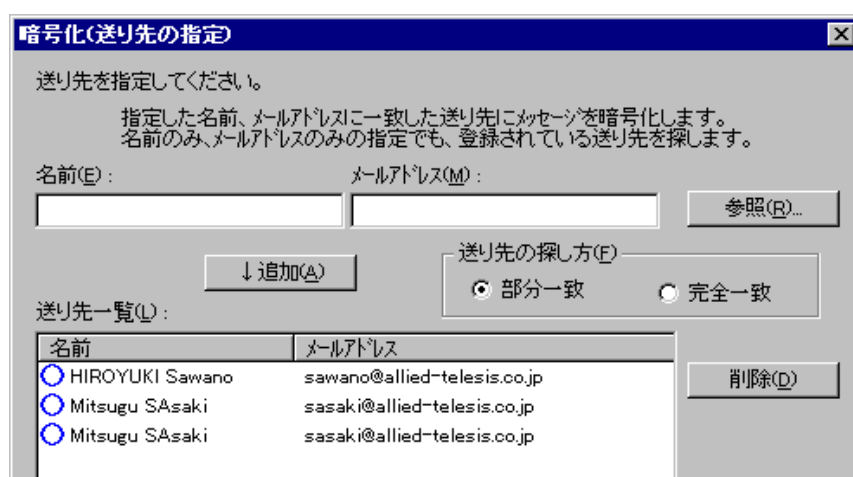 暗号化(送り先の指定)
送り先を指定してください。
指定した名前、メールアドレスに一致した送り先にメッセージを暗号化します。
名前のみ、メールアドレスのみの指定でも、登録されている送り先を探します。
名前(E): メールアドレス(M):
参照(R)...
↓追加(A)
送り先の探し方(F)
部分一致 完全一致
送り先一覧(L):
名前 メールアドレス
HIROYUKI Sawano sawano@allied-telesis.co.jp
削除(D)
Mitsugu SAsaki sasaki@allied-telesis.co.jp
Mitsugu SAsaki sasaki@allied-telesis.co.jp